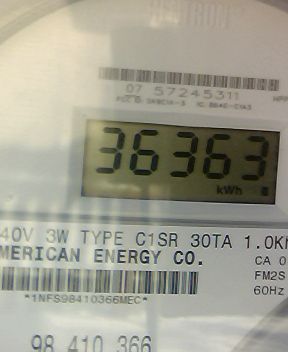 07 57245311
36363
kWh
40V 3W TYPE C1SR 30TA 1.0K
MERICAN ENERGY CO.
CA 0
FM2S
60Hz
*1NFS98410366MEC*
98 410 366